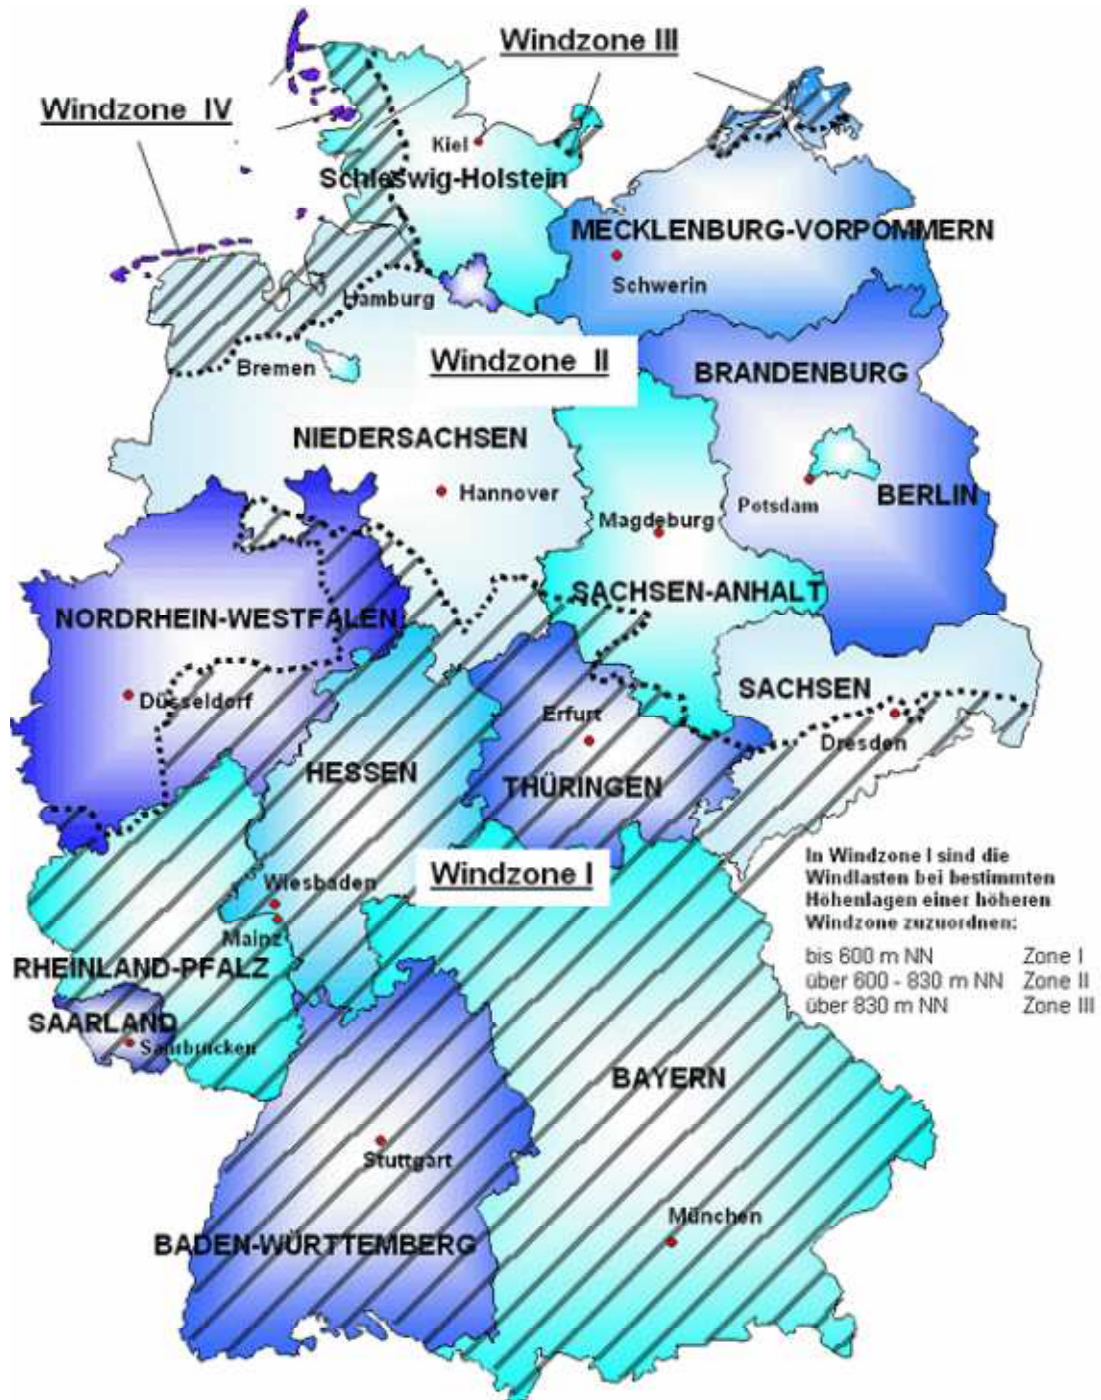 Windzone III
Windzone IV
Kiel
Schleswig-Holstein
MECKLENBURG-VORPOMMERN
Schwerin
Hamburg
Windzone II
Bremen
BRANDENBURG
NIEDERSACHSEN
Hannover
BERLIN
Potsdam
Magdeburg
SACHSEN-ANHALT
NORDRHEIN-WESTFALEN
SACHSEN
Düsseldorf
Erfurt
Dresden
HESSEN
THÜRINGEN
Windzone I
In Windzone I sind die
Windlasten bei bestimmten
Höhenlagen einer höheren
Windzone zuzuordnen:
bis 600 m NN Zone I
über 600 - 830 m NN Zone II
über 830 m NN Zone III
Wiesbaden
Mainz
RHEINLAND-PFALZ
SAARLAND
Saarbrücken
BAYERN
Stuttgart
München
BADEN-WÜRTTEMBERG